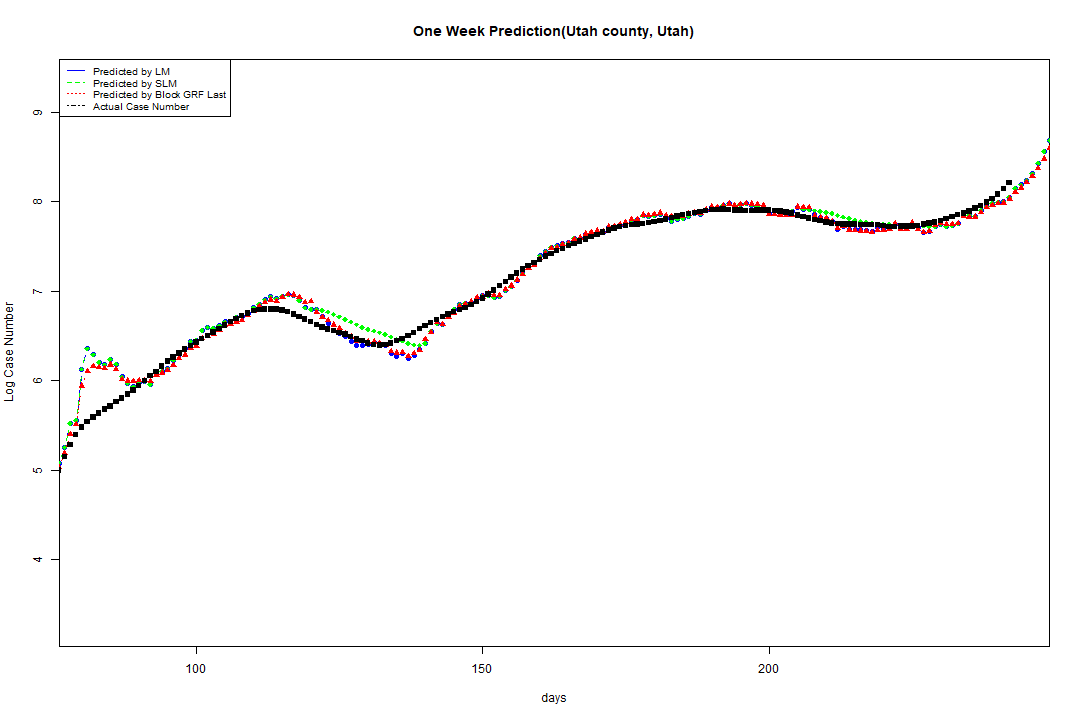 One Week Prediction(Utah county, Utah)
Predicted by LM
Predicted by SLM
Predicted by Block GRF Last
Actual Case Number
Log Case Number
9
8
7
6
5
4
100 150 200
days